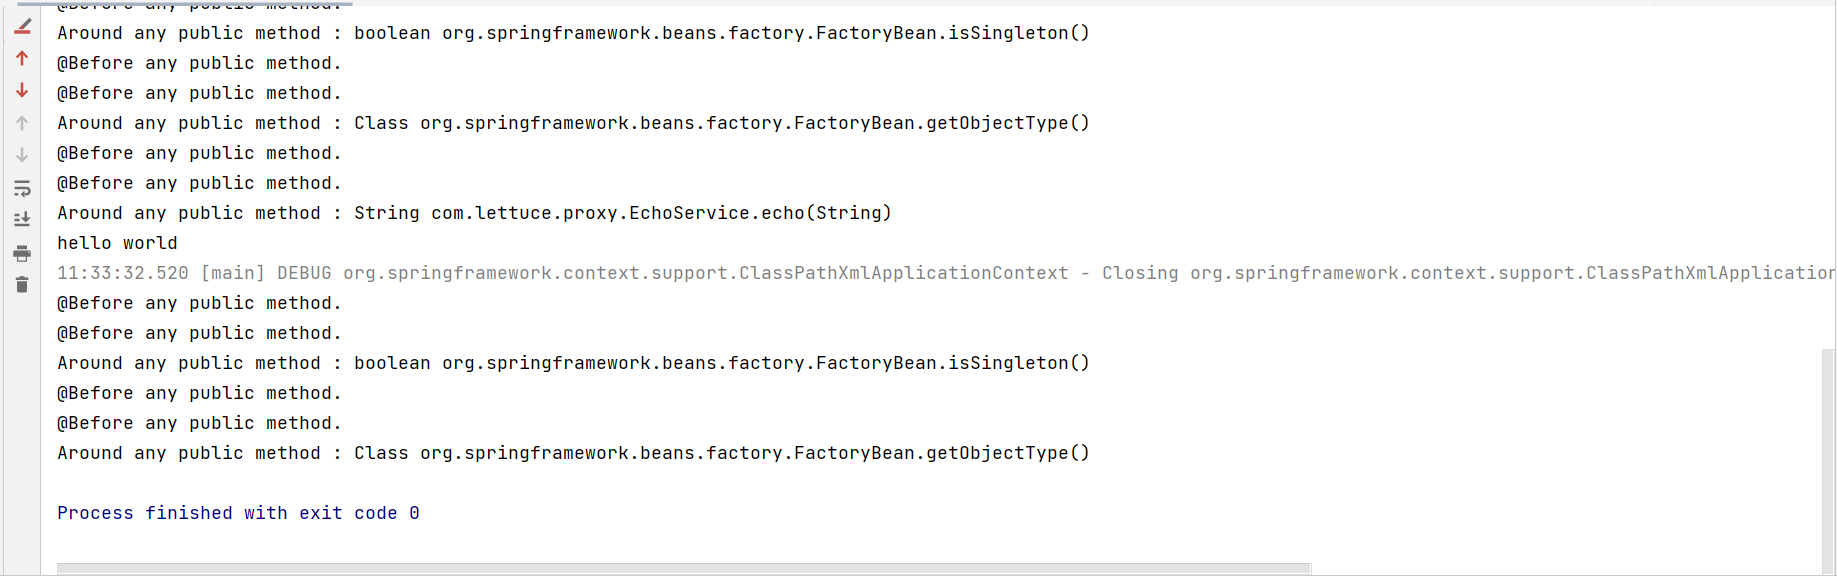 @Before any public method.
Around any public method : boolean org.springframework.beans.factory.FactoryBean.isSingleton()
@Before any public method.
@Before any public method.
Around any public method : Class org.springframework.beans.factory.FactoryBean.getObjectType()
@Before any public method.
@Before any public method.
Around any public method : String com.lettuce.proxy.EchoService.echo(String)
hello world
11:33:32.520 [main] DEBUG org.springframework.context.support.ClassPathXmlApplicationContext - Closing org.springframework.context.support.ClassPathXmlApplication
@Before any public method.
@Before any public method.
Around any public method : boolean org.springframework.beans.factory.FactoryBean.isSingleton()
@Before any public method.
@Before any public method.
Around any public method : Class org.springframework.beans.factory.FactoryBean.getObjectType()
Process finished with exit code 0